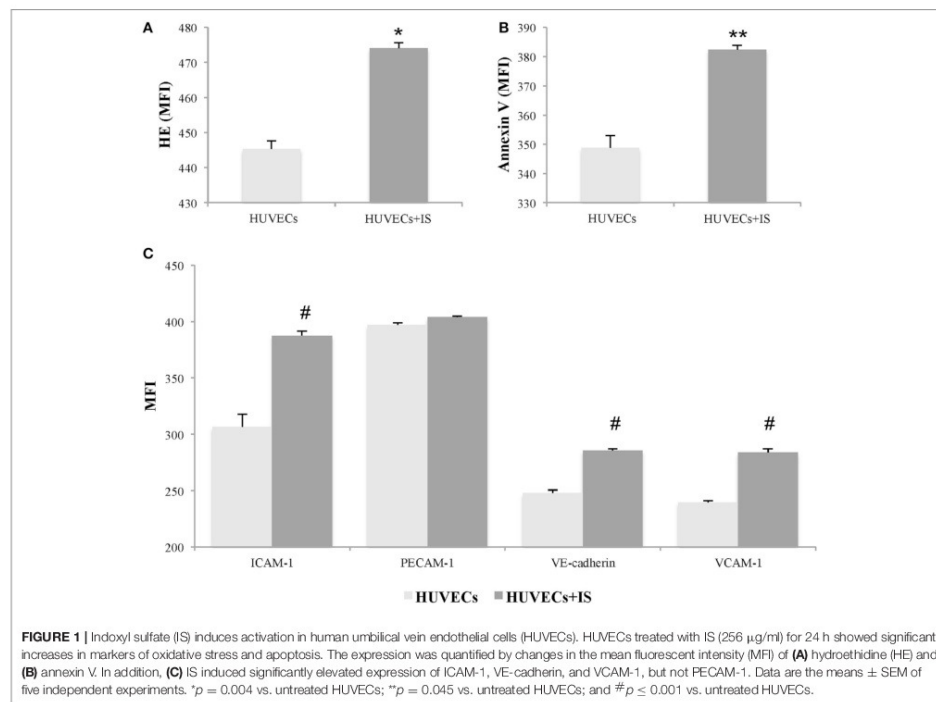 A
B
480
470
460
450
440
430
HE (MFI)
*
HUVECs
HUVECs+IS
390
380
370
360
350
340
330
Annexin V (MFI)
**
HUVECs
HUVECs+IS
C
450
400
350
300
250
200
MFI
#
#
#
ICAM-1
PECAM-1
VE-cadherin
VCAM-1
HUVECs
HUVECs+IS
FIGURE 1 | Indoxyl sulfate (IS) induces activation in human umbilical vein endothelial cells (HUVECs). HUVECs treated with IS (256 μg/ml) for 24 h showed significant
increases in markers of oxidative stress and apoptosis. The expression was quantified by changes in the mean fluorescent intensity (MFI) of (A) hydroethidine (HE) and
(B) annexin V. In addition, (C) IS induced significantly elevated expression of ICAM-1, VE-cadherin, and VCAM-1, but not PECAM-1. Data are the means ± SEM of
five independent experiments. *p = 0.004 vs. untreated HUVECs; **p = 0.045 vs. untreated HUVECs; and #p ≤ 0.001 vs. untreated HUVECs.